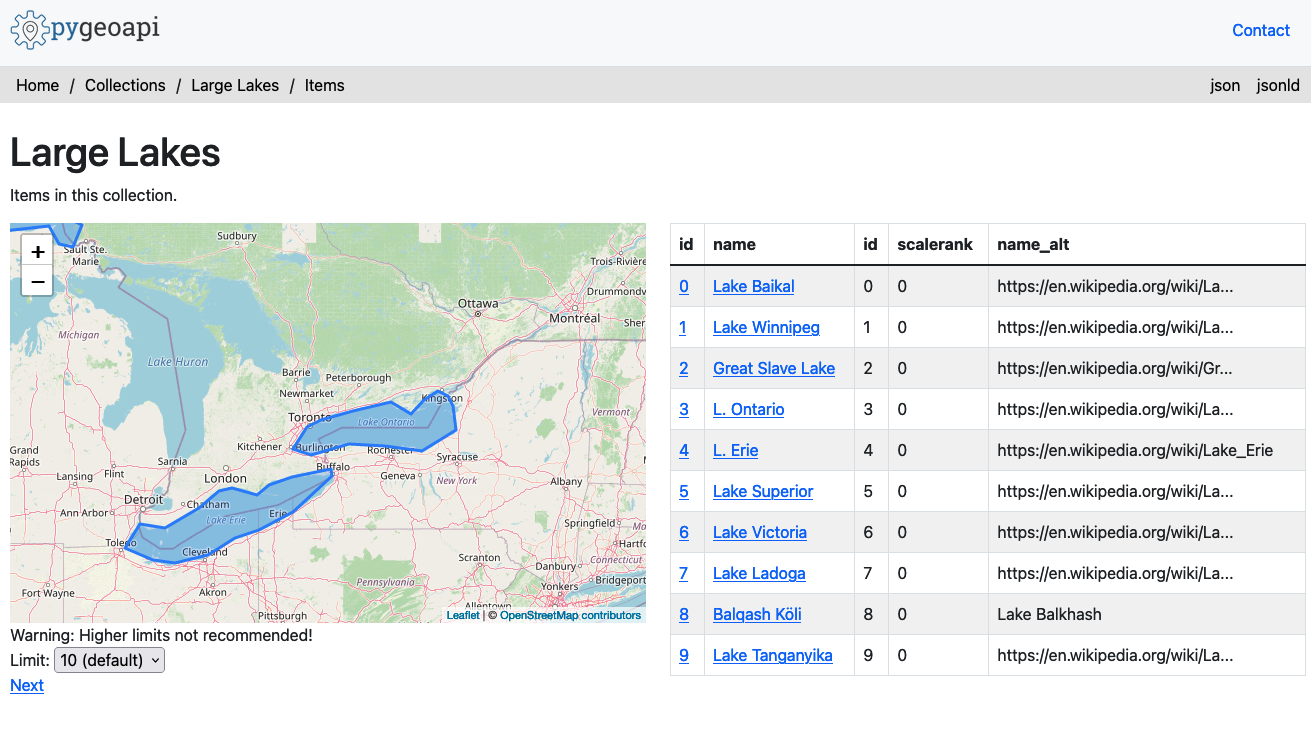 pygeoapi
Contact
Home / Collections / Large Lakes / Items
json jsonld
Large Lakes
Items in this collection.
+
−
Sudbury
Sault Ste.
Marie
Trois-Rivière
Drummondv
Ottawa
Montréal
Sher
Michigan
Lake Huron
Barrie
Peterborough
Newmarket
Kingston
Toronto
Lake Ontario
Vermont
Kitchener
Burlington
Rochester
Grand
Rapids
Sarnia
Buffalo
Syracuse
Lansing
Flint
London
Geneva
New York
Albany
Detroit
Chatham
Ann Arbor
Lake Erie
Erie
Springfield
Ma
Toledo
Cleveland
Hartfo
Scranton
Connecticut
Danbury
Fort Wayne
Akron
Pennsylvania
Yonkers
Bridgeport
Pittsburgh
Allentown
Leaflet | © OpenStreetMap contributors
Warning: Higher limits not recommended!
Limit: 10 (default)
Next
id name id scalerank name_alt
0 Lake Baikal 0 0 https://en.wikipedia.org/wiki/La...
1 Lake Winnipeg 1 0 https://en.wikipedia.org/wiki/La...
2 Great Slave Lake 2 0 https://en.wikipedia.org/wiki/Gr...
3 L. Ontario 3 0 https://en.wikipedia.org/wiki/La...
4 L. Erie 4 0 https://en.wikipedia.org/wiki/Lake_Erie
5 Lake Superior 5 0 https://en.wikipedia.org/wiki/La...
6 Lake Victoria 6 0 https://en.wikipedia.org/wiki/La...
7 Lake Ladoga 7 0 https://en.wikipedia.org/wiki/La...
8 Balqash Köli 8 0 Lake Balkhash
9 Lake Tanganyika 9 0 https://en.wikipedia.org/wiki/La...